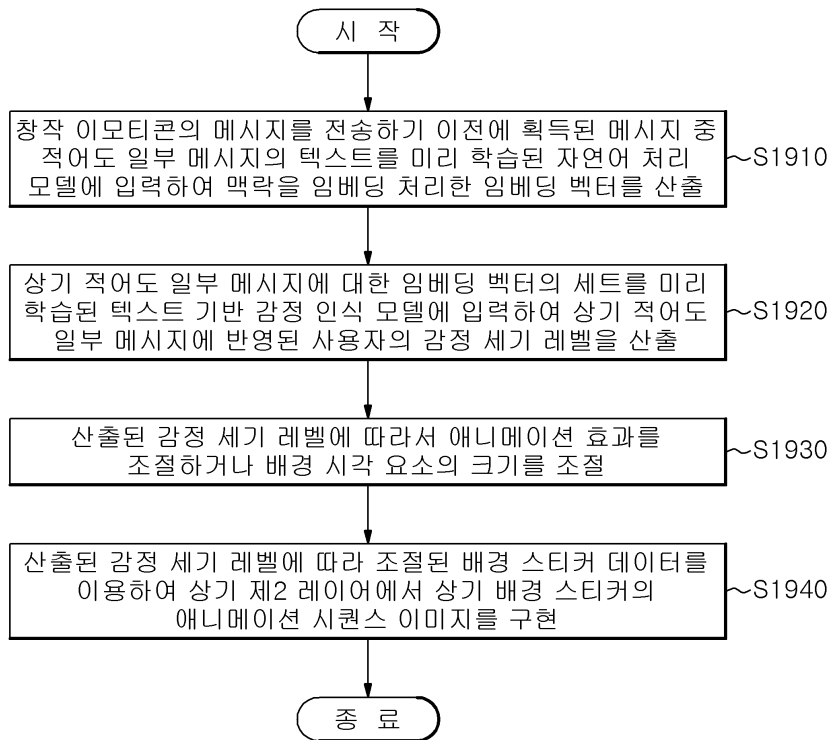 시 작
창작 이모티콘의 메시지를 전송하기 이전에 획득된 메시지 중
적어도 일부 메시지의 텍스트를 미리 학습된 자연어 처리
모델에 입력하여 맥락을 임베딩 처리한 임베딩 벡터를 산출
S1910
상기 적어도 일부 메시지에 대한 임베딩 벡터의 세트를 미리
학습된 텍스트 기반 감정 인식 모델에 입력하여 상기 적어도
일부 메시지에 반영된 사용자의 감정 세기 레벨을 산출
S1920
산출된 감정 세기 레벨에 따라서 애니메이션 효과를
조절하거나 배경 시각 요소의 크기를 조절
S1930
산출된 감정 세기 레벨에 따라 조절된 배경 스티커 데이터를
이용하여 상기 제2 레이어에서 상기 배경 스티커의
애니메이션 시퀀스 이미지를 구현
S1940
종 료